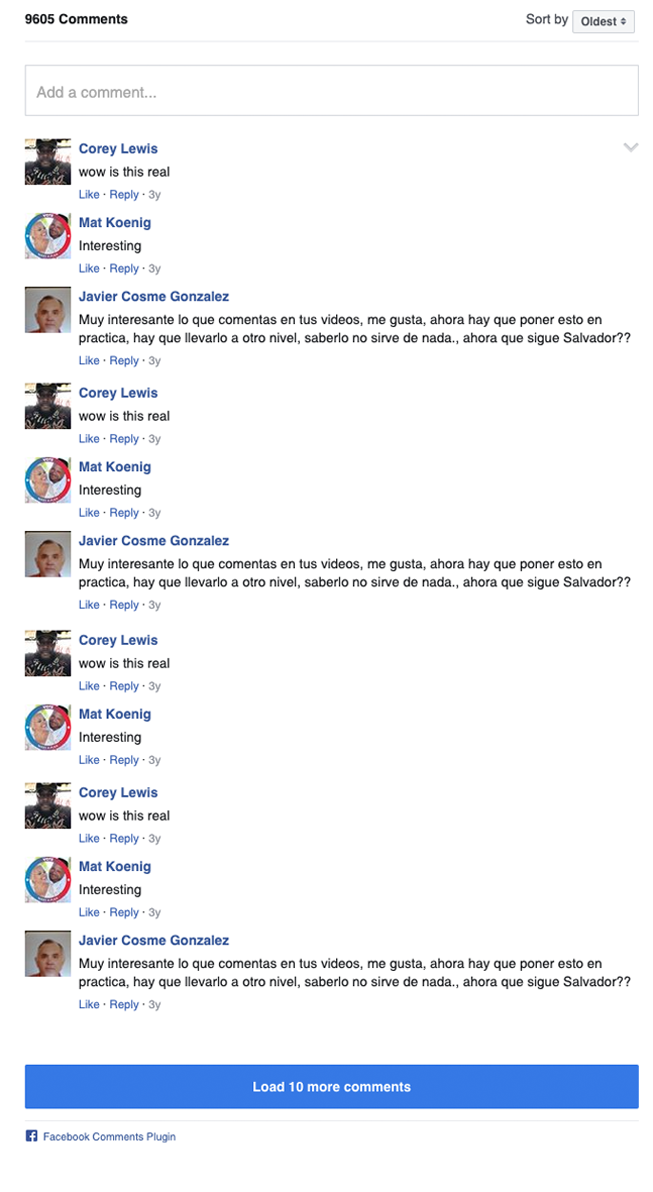 9605 Comments
Sort by Oldest
Add a comment...
Corey Lewis
wow is this real
Like · Reply · 3y
Mat Koenig
Interesting
Like · Reply · 3y
Javier Cosme Gonzalez
Muy interesante lo que comentas en tus videos, me gusta, ahora hay que poner esto en
practica, hay que llevarlo a otro nivel, saberlo no sirve de nada., ahora que sigue Salvador??
Like · Reply · 3y
Corey Lewis
wow is this real
Like · Reply · 3y
Mat Koenig
Interesting
Like · Reply · 3y
Javier Cosme Gonzalez
Muy interesante lo que comentas en tus videos, me gusta, ahora hay que poner esto en
practica, hay que llevarlo a otro nivel, saberlo no sirve de nada., ahora que sigue Salvador??
Like · Reply · 3y
Corey Lewis
wow is this real
Like · Reply · 3y
Mat Koenig
Interesting
Like · Reply · 3y
Corey Lewis
wow is this real
Like · Reply · 3y
Mat Koenig
Interesting
Like · Reply · 3y
Javier Cosme Gonzalez
Muy interesante lo que comentas en tus videos, me gusta, ahora hay que poner esto en
practica, hay que llevarlo a otro nivel, saberlo no sirve de nada., ahora que sigue Salvador??
Like · Reply · 3y
Load 10 more comments
Facebook Comments Plugin